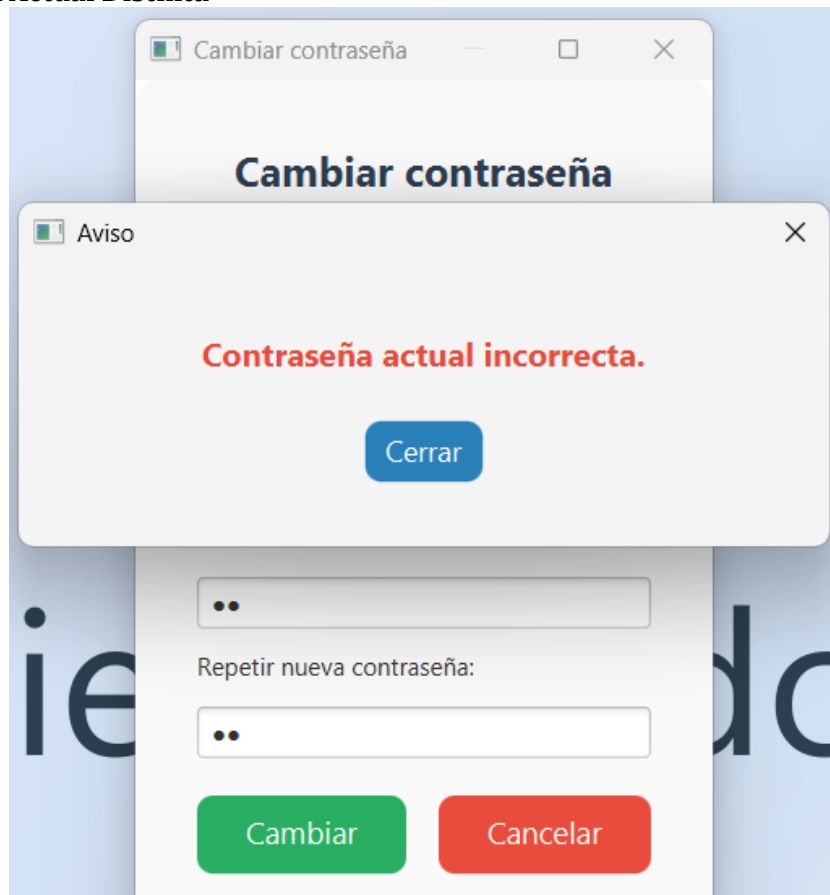 Cambiar contraseña
Cambiar contraseña
Aviso
Contraseña actual incorrecta.
Cerrar
••
Repetir nueva contraseña:
••
Cambiar
Cancelar